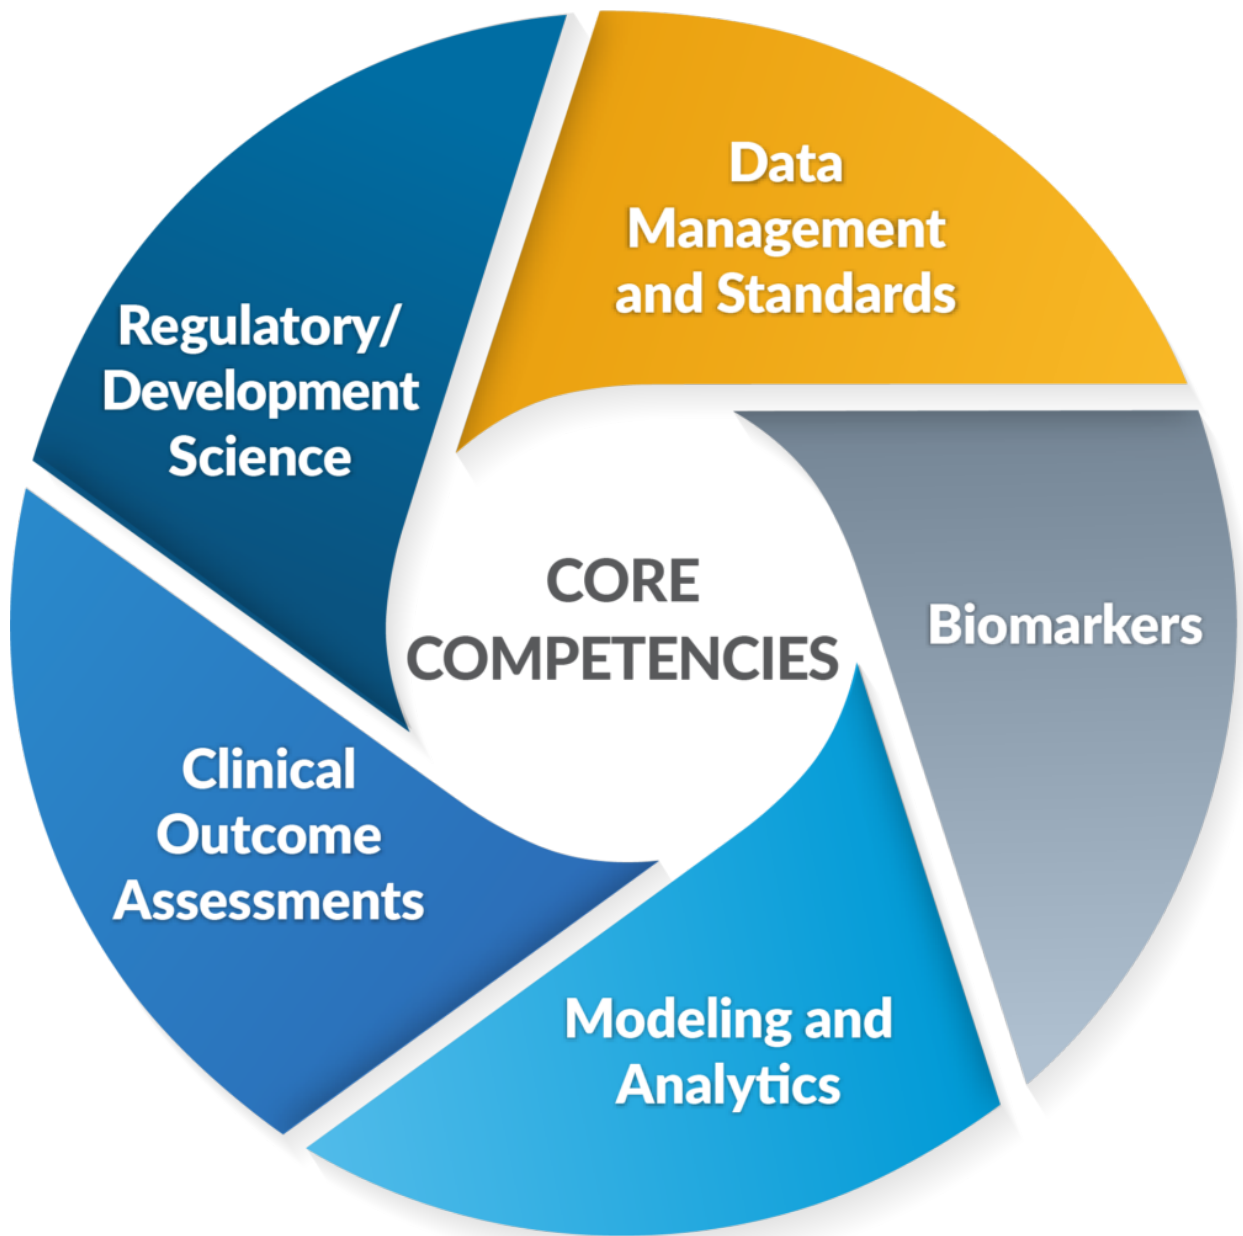 Data
Management
and Standards
Regulatory/
Development
Science
CORE
COMPETENCIES
Biomarkers
Clinical
Outcome
Assessments
Modeling and
Analytics